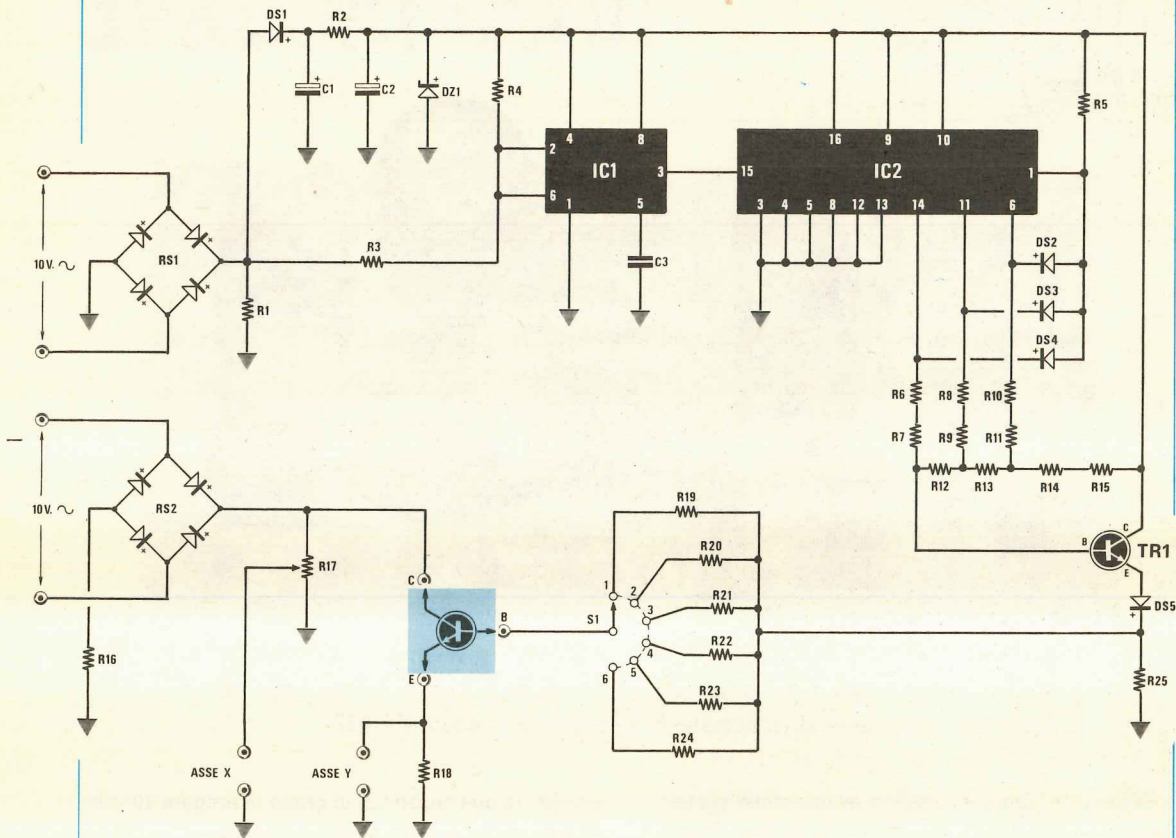 DS1
R2
C1
C2
DZ1
R4
R5
4
8
16
9
10
2
IC1
3
15
IC2
1
6
1
5
3
4
5
8
12
13
14
11
6
10 V. ∿
RS1
R3
R1
C3
DS2
DS3
DS4
R6
R8
R10
R7
R9
R11
R12
R13
R14
R15
10 V. ∿
RS2
R17
R16
C
B
E
S1
1
2
3
4
5
6
R19
R20
R21
R22
R23
R24
C
B
TR1
E
DS5
R25
ASSE X
ASSE Y
R18